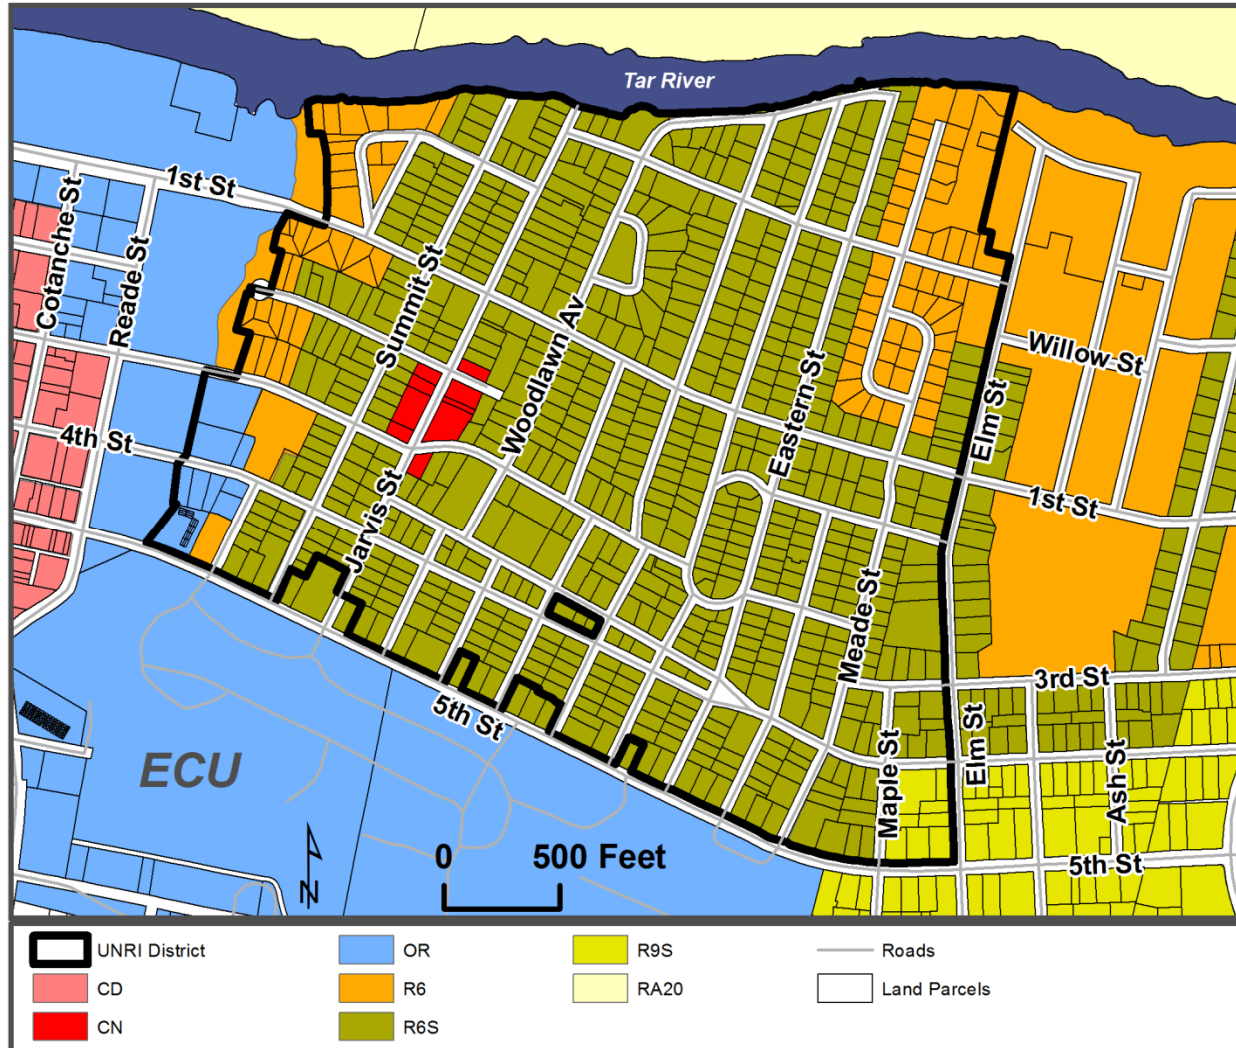 Tar River
1st St
Cotanche St
Reade St
Summit St
Woodlawn Av
Willow St
Eastern St
Elm St
4th St
1st St
Jarvis St
Meade St
3rd St
5th St
Elm St
Maple St
Ash St
ECU
0 500 Feet
5th St
N
UNRI District
OR
R9S
Roads
CD
R6
RA20
Land Parcels
CN
R6S